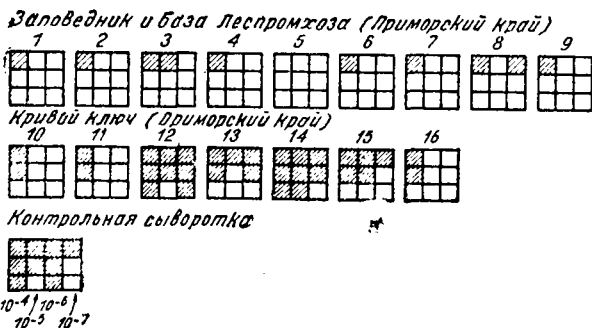 Заповедник и база Леспромхоза (Приморский край)
1 2 3 4 5 6 7 8 9
Кривой ключ (Приморский край)
10 11 12 13 14 15 16
Контрольная сыворотка
10⁻⁴ 10⁻⁶
10⁻⁵ 10⁻⁷